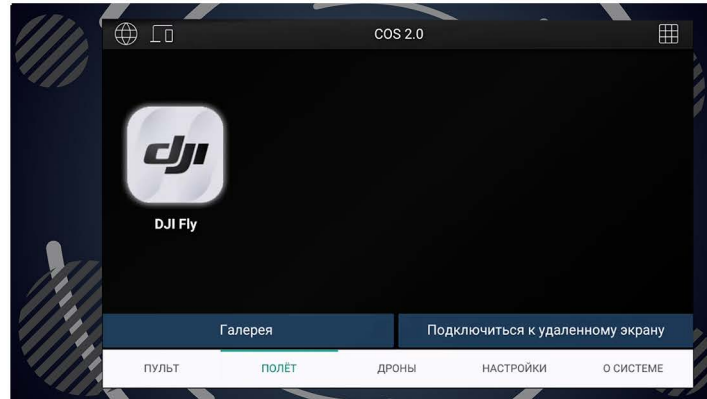 COS 2.0
dji
DJI Fly
Галерея
Подключиться к удаленному экрану
ПУЛЬТ
ПОЛЁТ
ДРОНЫ
НАСТРОЙКИ
О СИСТЕМЕ